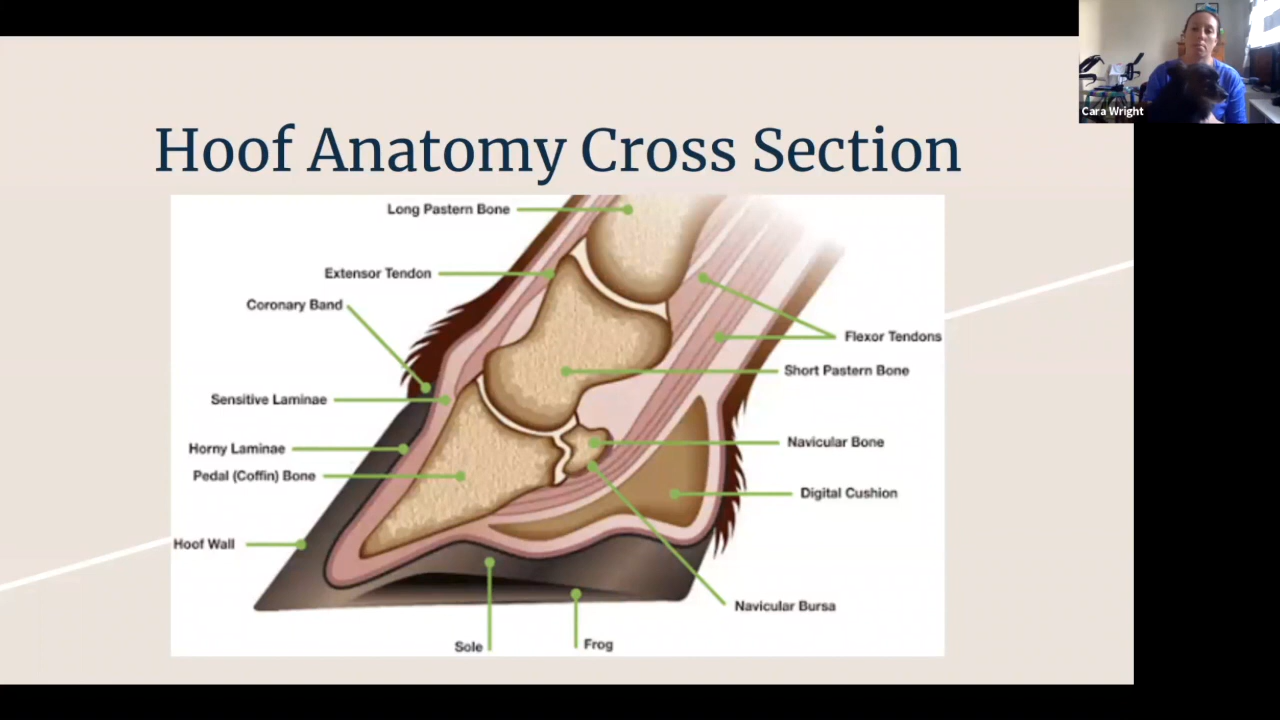 Cara Wright
Hoof Anatomy Cross Section
Long Pastern Bone
Extensor Tendon
Coronary Band
Flexor Tendons
Short Pastern Bone
Sensitive Laminae
Horny Laminae
Navicular Bone
Pedal (Coffin) Bone
Digital Cushion
Hoof Wall
Navicular Bursa
Sole
Frog